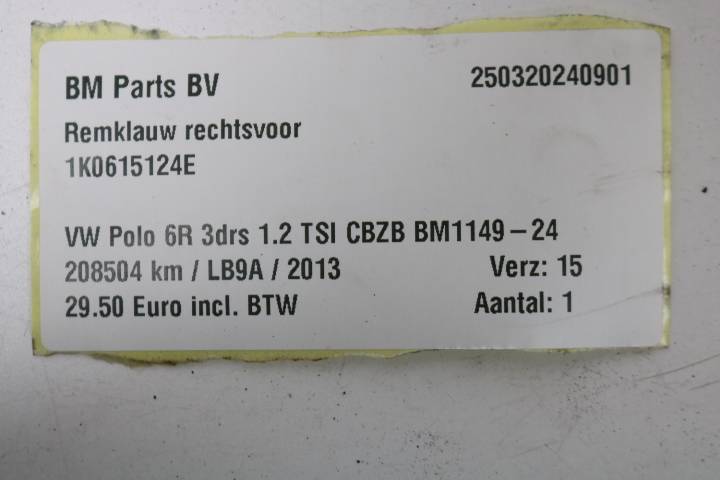 BM Parts BV 250320240901
Remklauw rechtsvoor
1K0615124E
VW Polo 6R 3drs 1.2 TSI CBZB BM1149-24
208504 km / LB9A / 2013 Verz: 15
29.50 Euro incl. BTW Aantal: 1